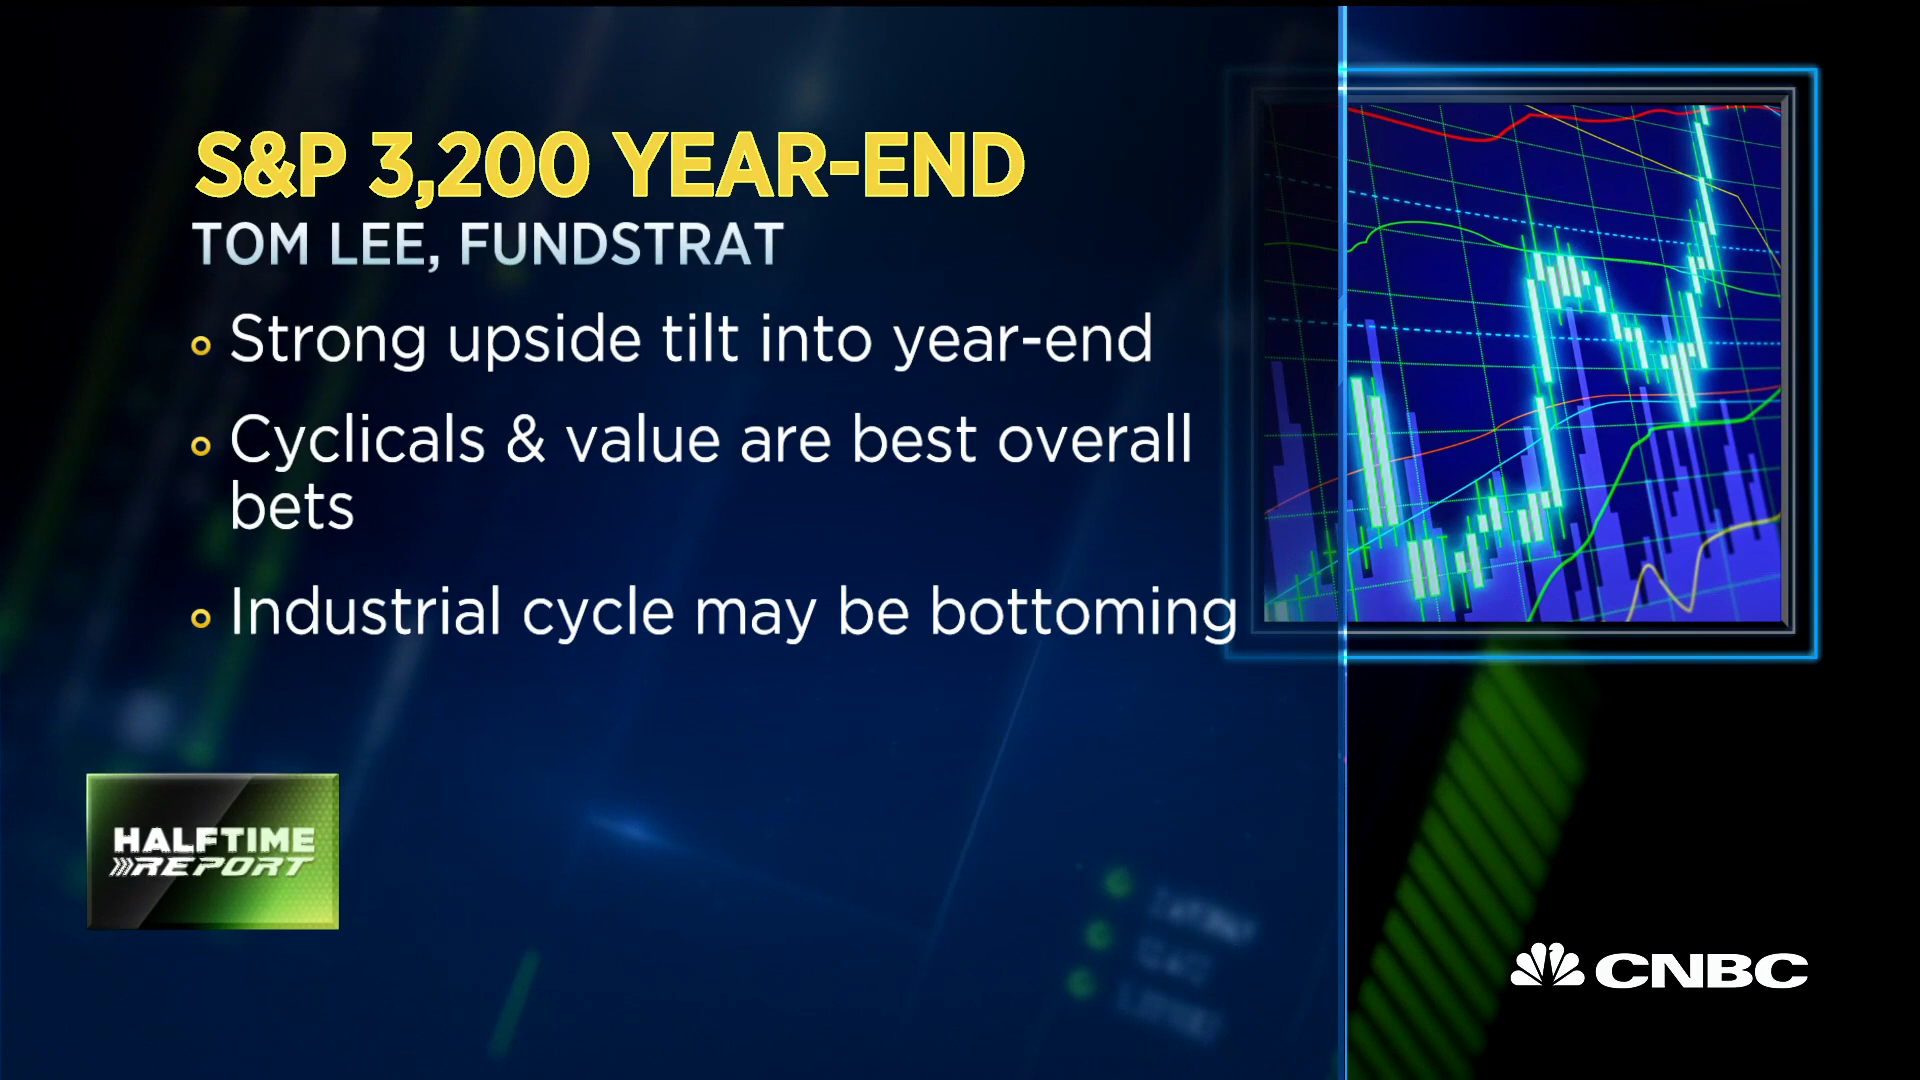 S&P 3,200 YEAR-END
TOM LEE, FUNDSTRAT
Strong upside tilt into year-end
Cyclicals & value are best overall
bets
Industrial cycle may be bottoming
HALFTIME
REPORT
CNBC